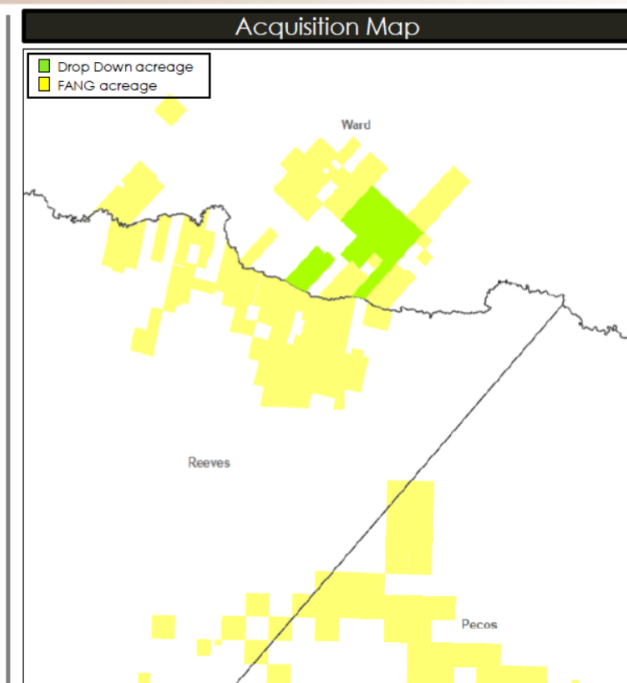 Acquisition Map
Drop Down acreage
FANG acreage
Ward
Reeves
Pecos